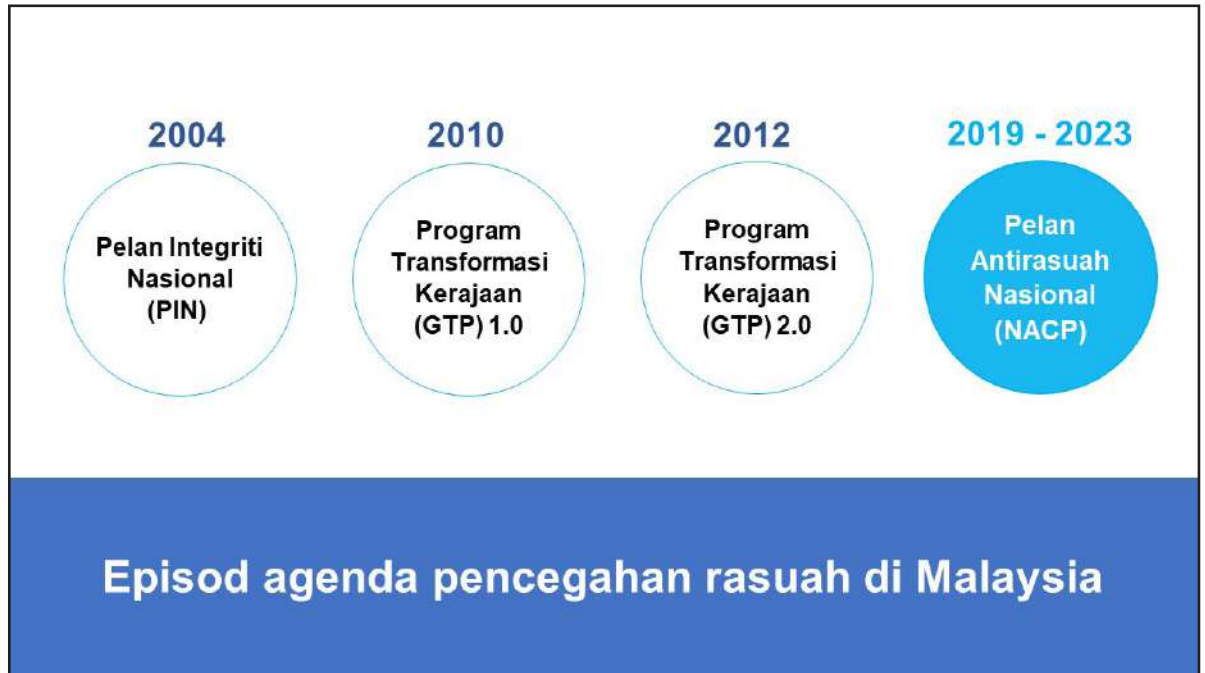 2004
Pelan Integriti
Nasional
(PIN)
2010
Program
Transformasi
Kerajaan
(GTP) 1.0
2012
Program
Transformasi
Kerajaan
(GTP) 2.0
2019 - 2023
Pelan
Antirasuah
Nasional
(NACP)
Episod agenda pencegahan rasuah di Malaysia